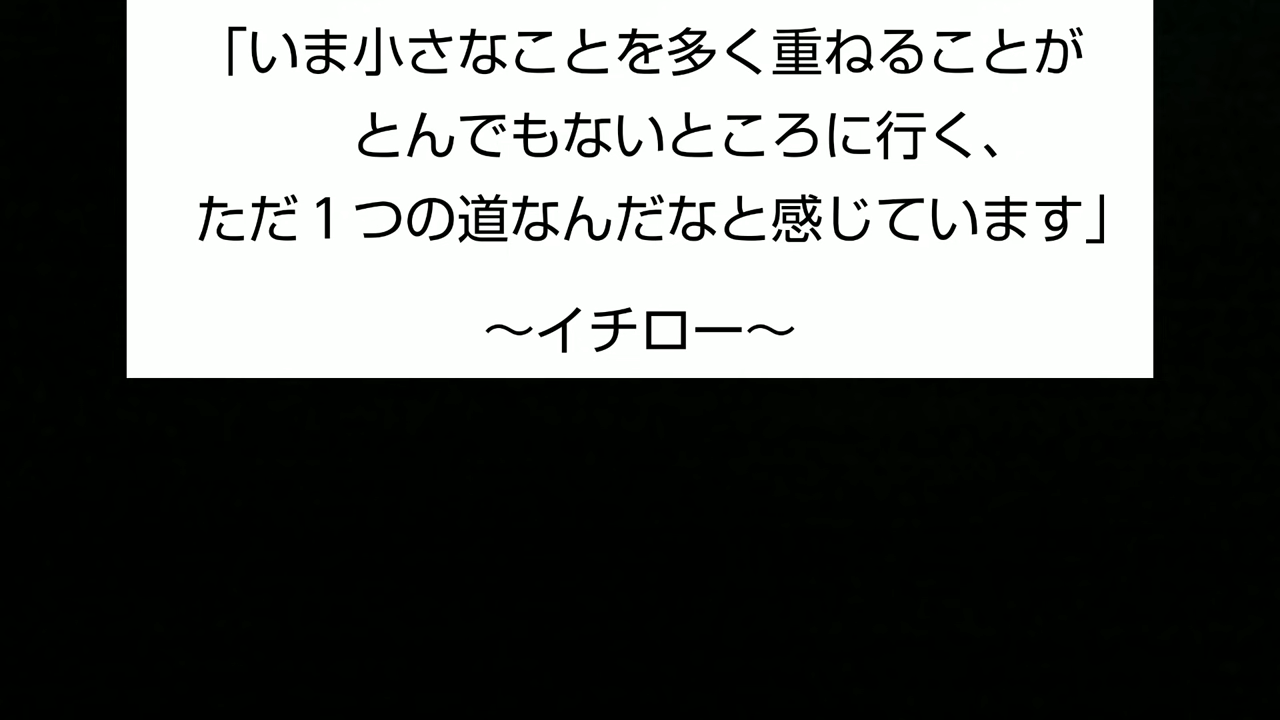 「いま小さなことを多く重ねることが
とんでもないところに行く、
ただ１つの道なんだなと感じています」
～イチロー～